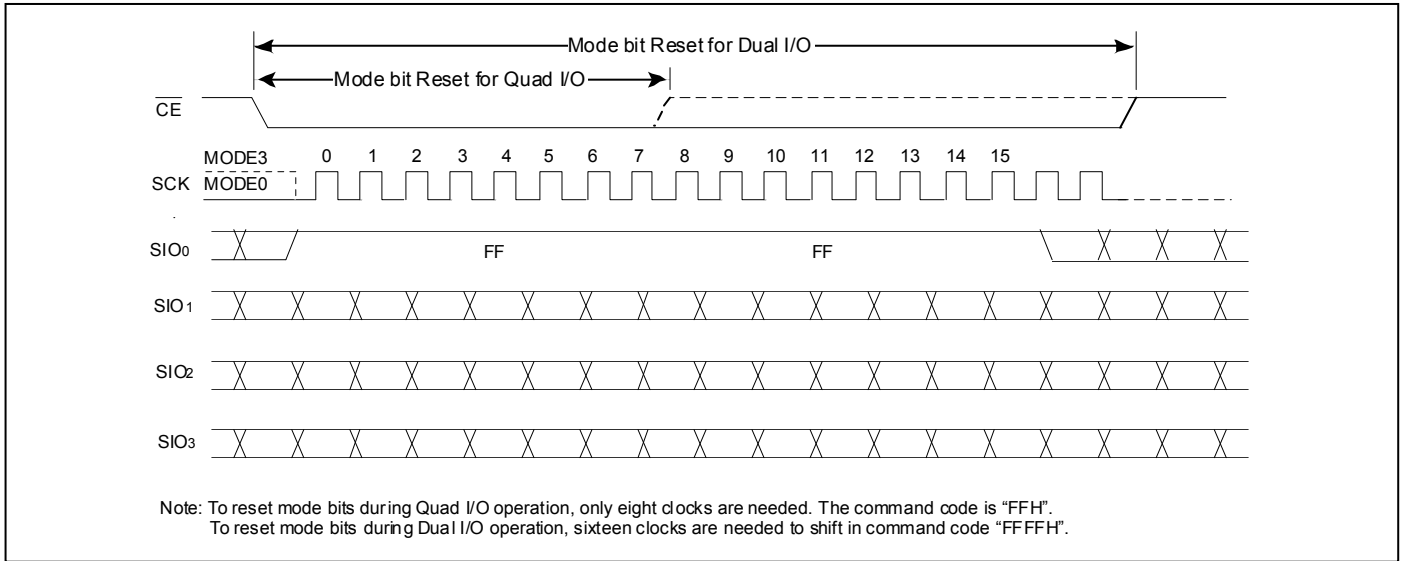 Mode bit Reset for Dual I/O
Mode bit Reset for Quad I/O
CE
MODE3 0 1 2 3 4 5 6 7 8 9 10 11 12 13 14 15
SCK MODE0
SIO0 FF FF
SIO1
SIO2
SIO3
Note: To reset mode bits during Quad I/O operation, only eight clocks are needed. The command code is “FFH”.
To reset mode bits during Dual I/O operation, sixteen clocks are needed to shift in command code “FFFFH”.